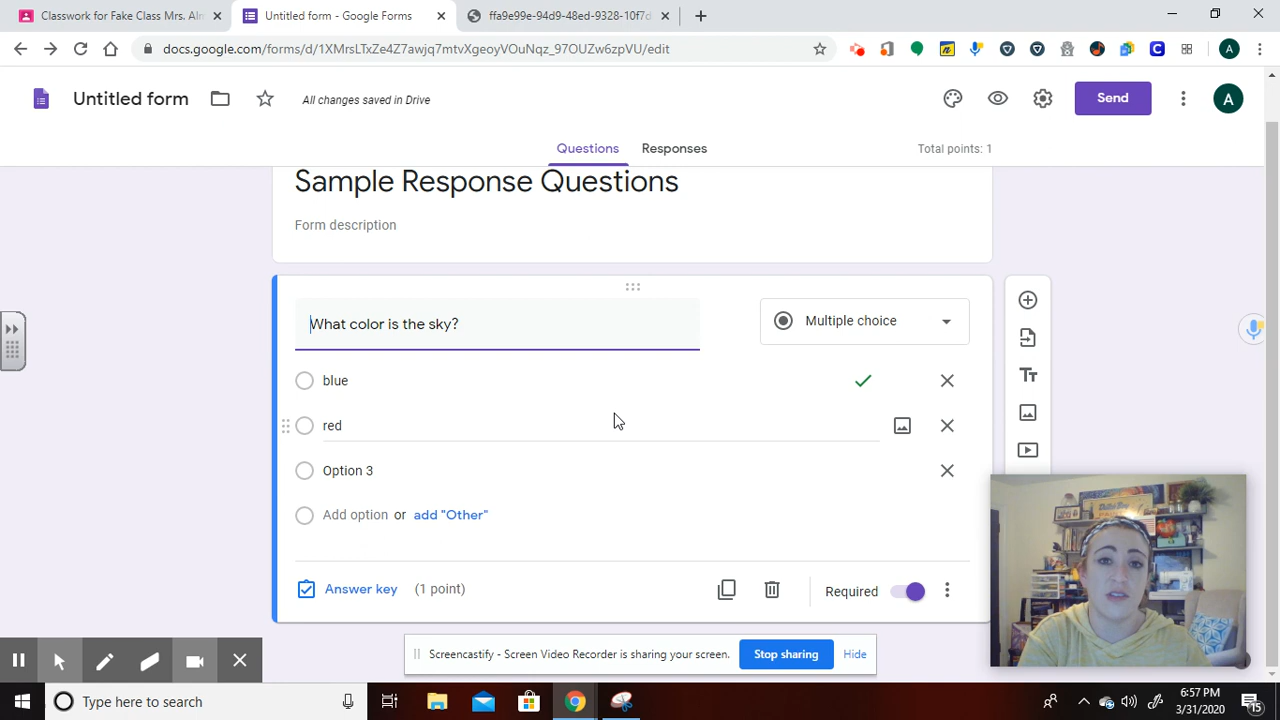 Classwork for Fake Class Mrs. Alm
Untitled form - Google Forms
ffa9e99e-94d9-48ed-9328-10f7d
docs.google.com/forms/d/1XMrsLTxZe4Z7awjq7mtvXgeoyVOuNqz_97OUZw6zpVU/edit
A
Untitled form
All changes saved in Drive
Send
A
Questions
Responses
Total points: 1
Sample Response Questions
Form description
What color is the sky?
Multiple choice
blue
red
Option 3
Add option or add "Other"
Answer key (1 point)
Required
Screencastify - Screen Video Recorder is sharing your screen.
Stop sharing
Hide
Type here to search
6:57 PM
3/31/2020
15